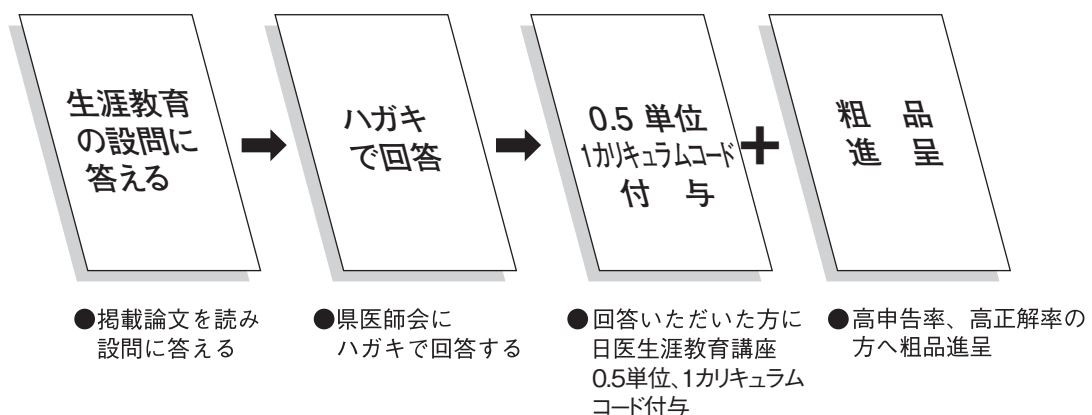 生涯教育
の設問に
答える
ハガキ
で回答
0.5 単位
1カリキュラムコード
付 与
粗 品
進 呈
●掲載論文を読み
設問に答える
●県医師会に
ハガキで回答する
●回答いただいた方に
日医生涯教育講座
0.5単位、1カリキュラム
コード付与
●高申告率、高正解率の
方へ粗品進呈